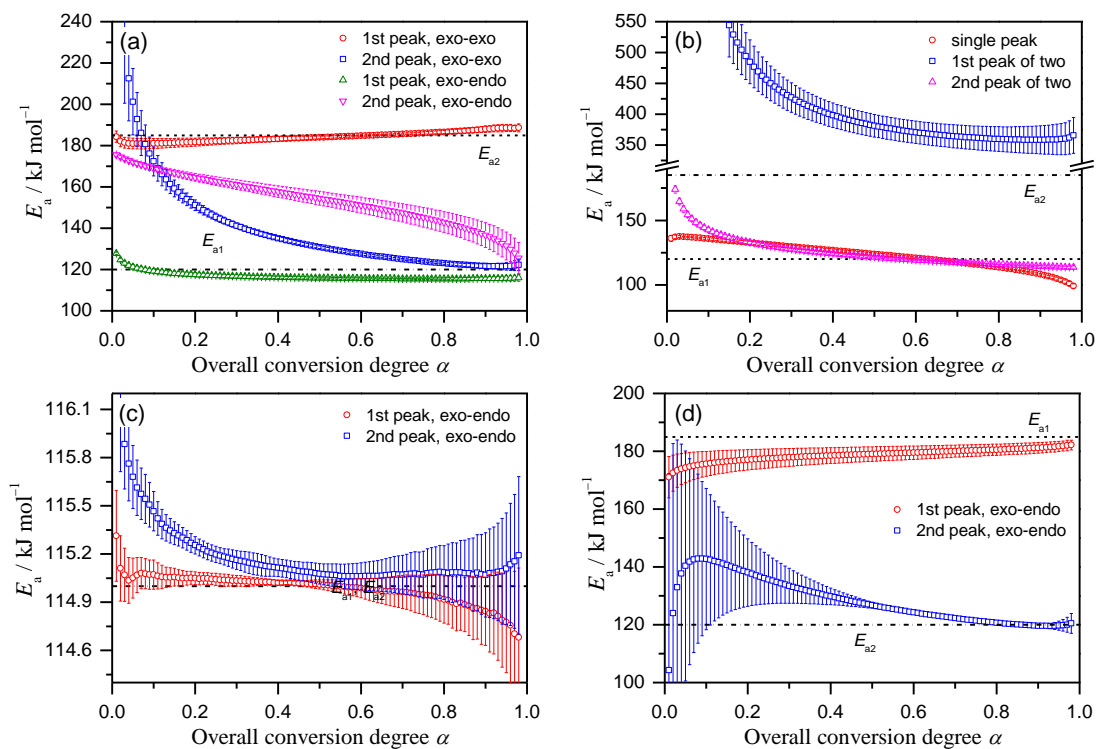 (a)
1st peak, exo-exo
2nd peak, exo-exo
1st peak, exo-endo
2nd peak, exo-endo
240
220
200
180
160
140
120
100
Ea / kJ mol−1
Ea2
Ea1
0.0 0.2 0.4 0.6 0.8 1.0
Overall conversion degree α
(b)
single peak
1st peak of two
2nd peak of two
550
500
450
400
350
150
100
Ea / kJ mol−1
Ea2
Ea1
0.0 0.2 0.4 0.6 0.8 1.0
Overall conversion degree α
(c)
1st peak, exo-endo
2nd peak, exo-endo
116.1
115.8
115.5
115.2
114.9
114.6
Ea / kJ mol−1
Ea1
Ea2
0.0 0.2 0.4 0.6 0.8 1.0
Overall conversion degree α
(d)
Ea1
1st peak, exo-endo
2nd peak, exo-endo
200
180
160
140
120
100
Ea / kJ mol−1
Ea2
0.0 0.2 0.4 0.6 0.8 1.0
Overall conversion degree α